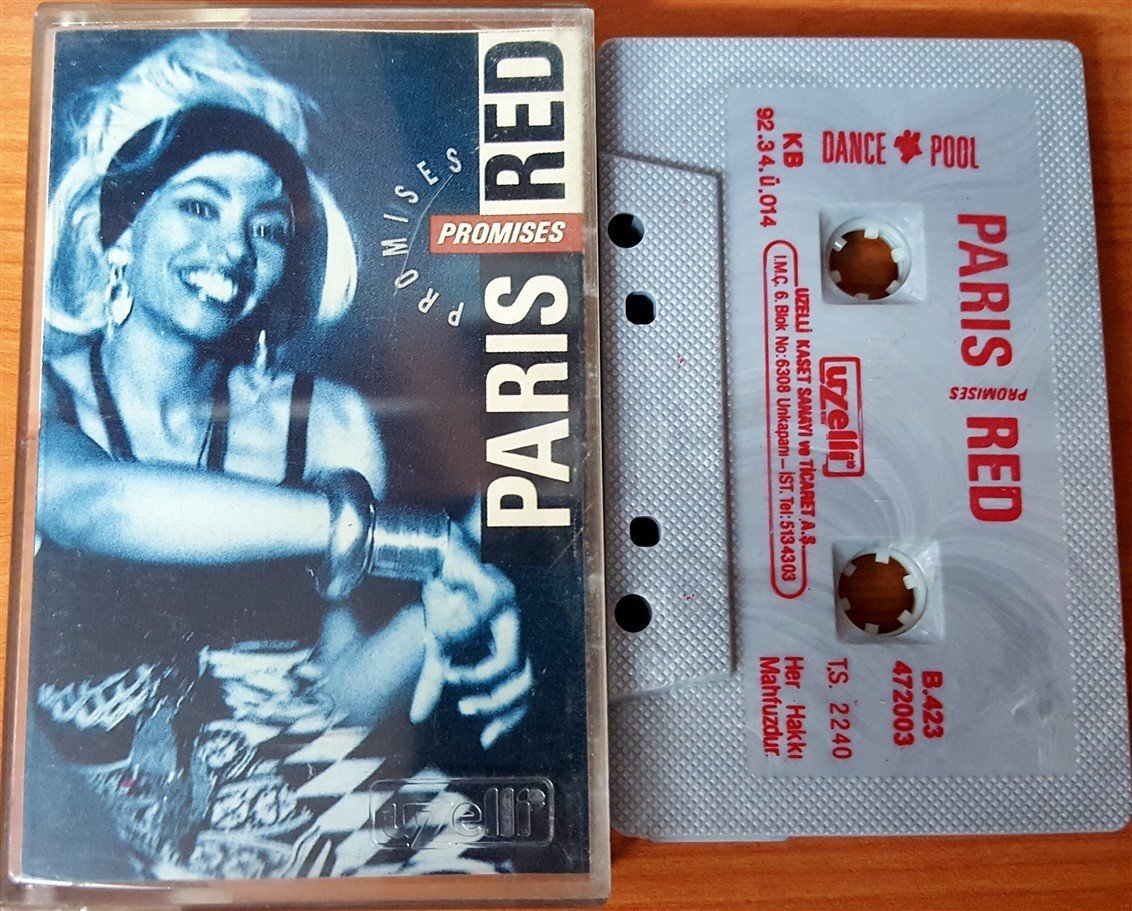 PARIS RED
PROMISES
PROMISES
uzelli
DANCE POOL
PARIS RED
PROMISES
KB
92.34.Ü.014
uzelli
UZELLİ KASET SANAYİ ve TİCARET A.Ş.
İ.M.Ç. 6. Blok No:6308 Unkapanı - İST. Tel:5134303
B.423
472003
T.S. 2240
Her Hakkı
Mahfuzdur.